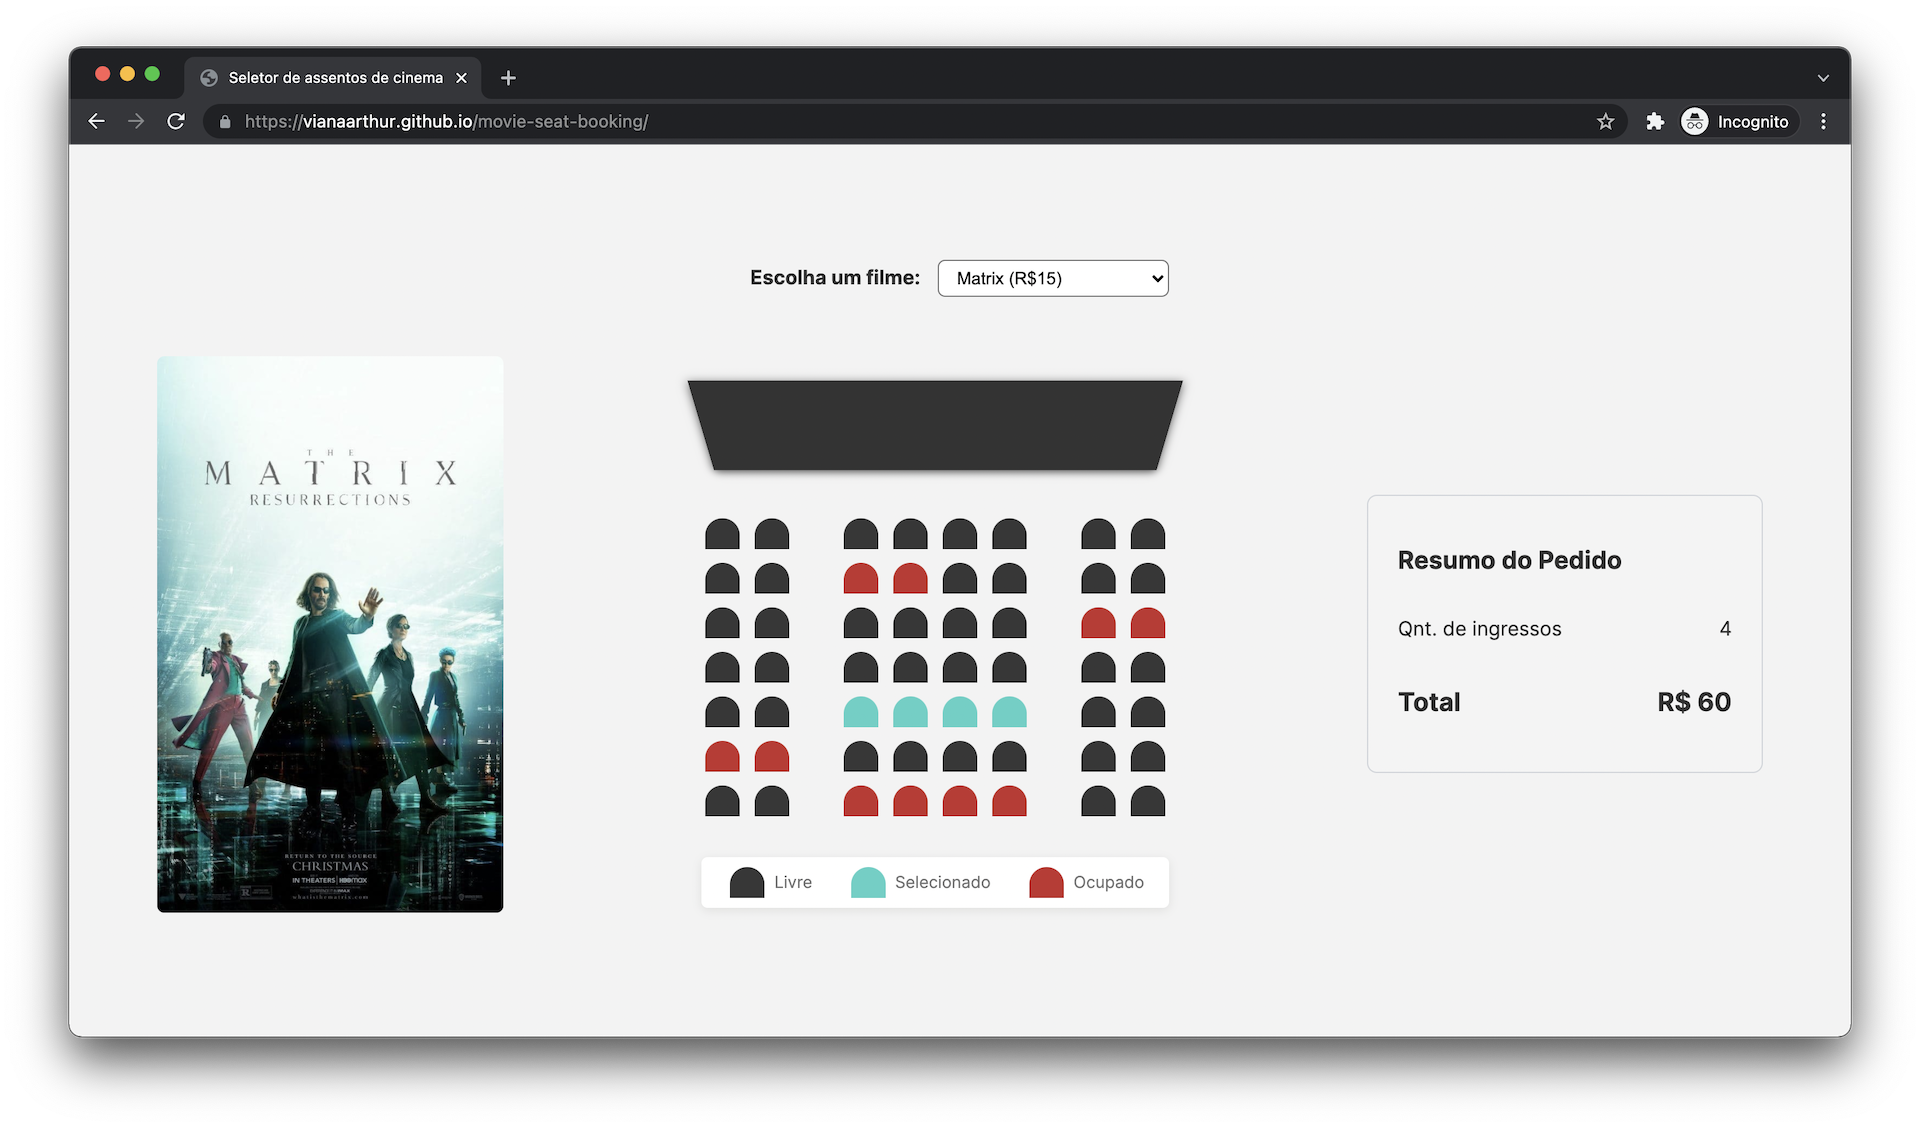 Seletor de assentos de cinema
https://vianaarthur.github.io/movie-seat-booking/
Incognito
Escolha um filme:
Matrix (R$15)
THE
MATRIX
RESURRECTIONS
RETURN TO THE SOURCE
CHRISTMAS
IN THEATERS | HBOMAX
whatisthematrix.com
R
Livre
Selecionado
Ocupado
Resumo do Pedido
Qnt. de ingressos 4
Total R$ 60